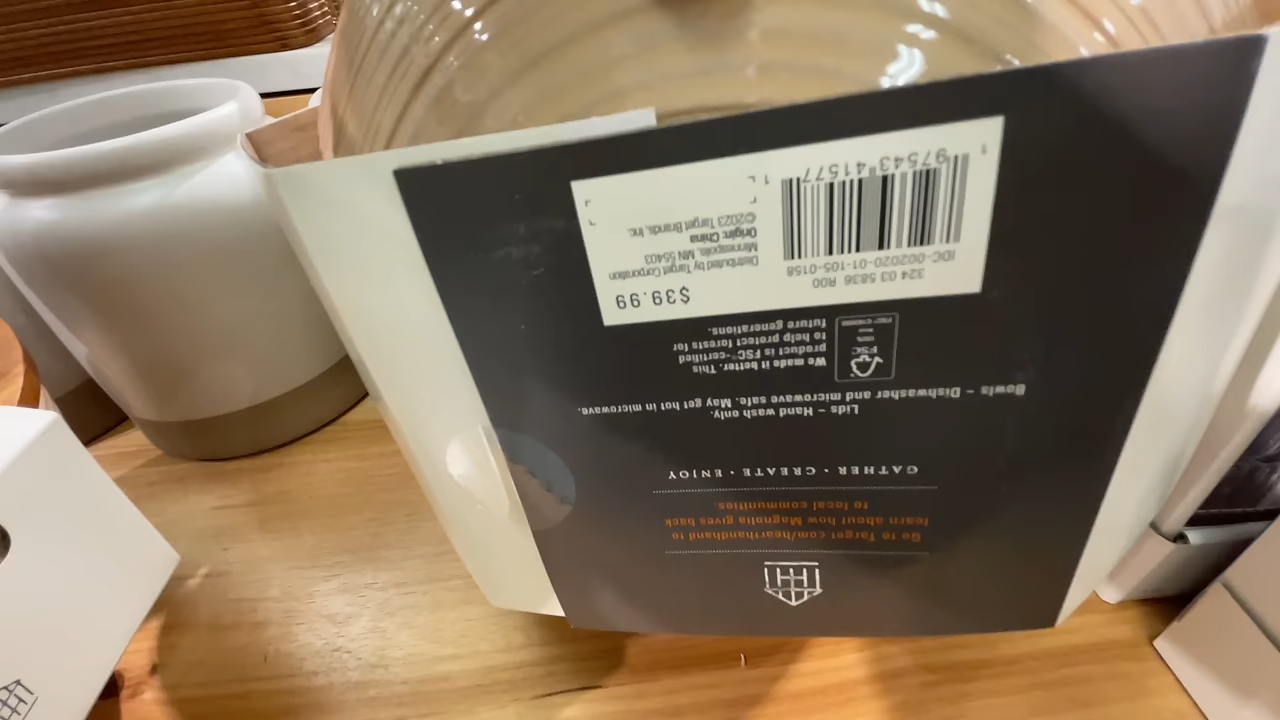 Go to Target.com/hearthandhand to
learn about how Magnolia gives back
to local communities
GATHER • CREATE • ENJOY
Lids – Hand wash only.
Bowls – Dishwasher and microwave safe. May get hot in microwave.
We made it better. This
product is FSC®-certified
to help protect forests for
future generations.
FSC
$39.99
Distributed by Target Corporation
Minneapolis, MN 55403
Origin: China
©2023 Target Brands, Inc.
324 03 5836 R00
IDC-002020-01-105-0158
1 97543 41577 1